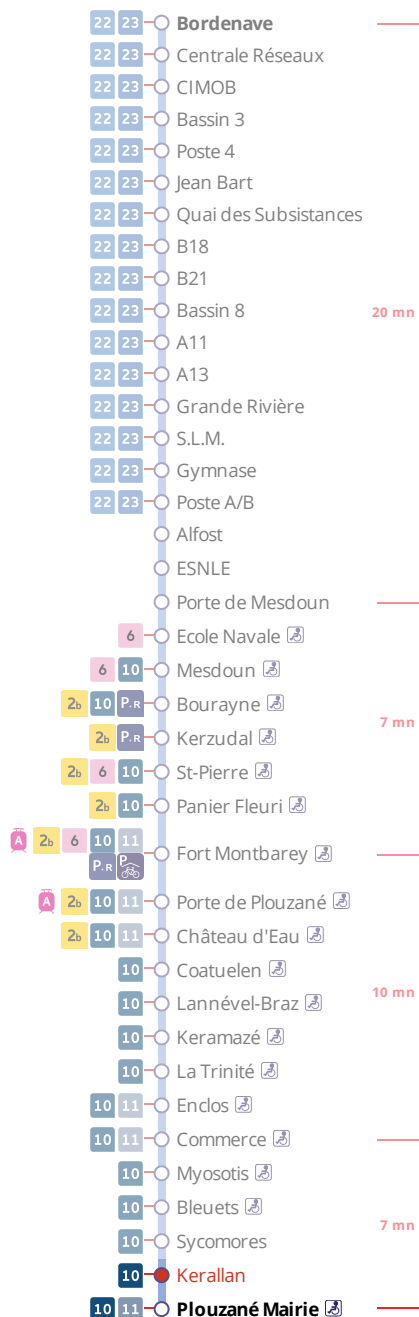 22 23 Bordenave
22 23 Centrale Réseaux
22 23 CIMOB
22 23 Bassin 3
22 23 Poste 4
22 23 Jean Bart
22 23 Quai des Subsistances
22 23 B18
22 23 B21
22 23 Bassin 8 20 mn
22 23 A11
22 23 A13
22 23 Grande Rivière
22 23 S.L.M.
22 23 Gymnase
22 23 Poste A/B
Alfost
ESNLE
Porte de Mesdoun
6 Ecole Navale
6 10 Mesdoun
2b 10 P+R Bourayne 7 mn
2b P+R Kerzudal
2b 6 10 St-Pierre
2b 10 Panier Fleuri
A 2b 6 10 11
P+R P Fort Montbarey
A 2b 10 11 Porte de Plouzané
2b 10 11 Château d'Eau
10 Coatuelen
10 Lannével-Braz 10 mn
10 Keramazé
10 La Trinité
10 11 Enclos
10 11 Commerce
10 Myosotis
10 Bleuets 7 mn
10 Sycomores
10 Kerallan
10 11 Plouzané Mairie